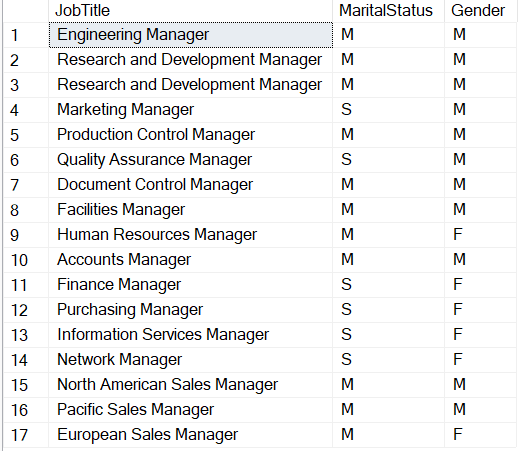 JobTitle MaritalStatus Gender
1 Engineering Manager M M
2 Research and Development Manager M M
3 Research and Development Manager M M
4 Marketing Manager S M
5 Production Control Manager M M
6 Quality Assurance Manager S M
7 Document Control Manager M M
8 Facilities Manager M M
9 Human Resources Manager M F
10 Accounts Manager M M
11 Finance Manager S F
12 Purchasing Manager S F
13 Information Services Manager S F
14 Network Manager S F
15 North American Sales Manager M M
16 Pacific Sales Manager M M
17 European Sales Manager M F